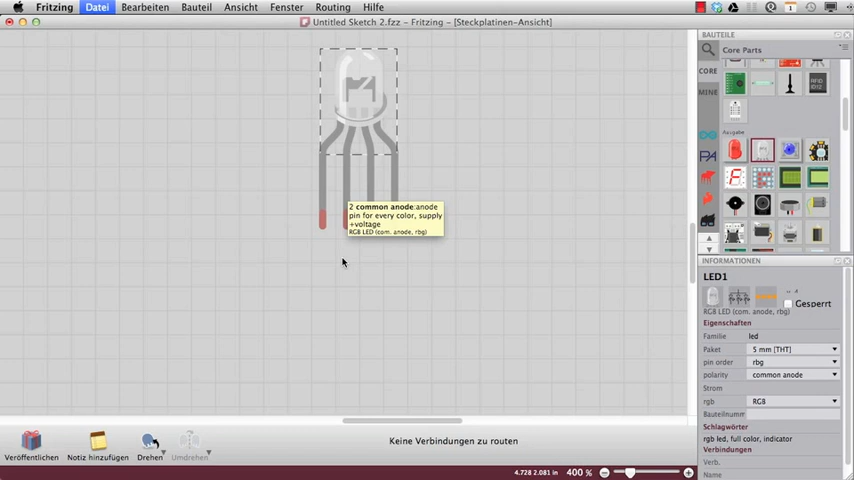 Fritzing Datei Bearbeiten Bauteil Ansicht Fenster Routing Hilfe
Untitled Sketch 2.fzz - Fritzing - [Steckplatinen-Ansicht]
BAUTEILE
Core Parts
CORE
MINE
RFID
ID12
Ausgabe
2 common anode:anode
pin for every color, supply
+voltage
RGB LED (com. anode, rbg)
INFORMATIONEN
LED1
Gesperrt
RGB LED (com. anode, rbg)
Eigenschaften
Familie led
Paket 5 mm [THT]
pin order rbg
polarity common anode
Strom
rgb RGB
Bauteilnumm
Schlagwörter
rgb led, full color, indicator
Verbindungen
Verb.
Name
Veröffentlichen Notiz hinzufügen Drehen Umdrehen
Keine Verbindungen zu routen
4.728 2.081 in 400 %